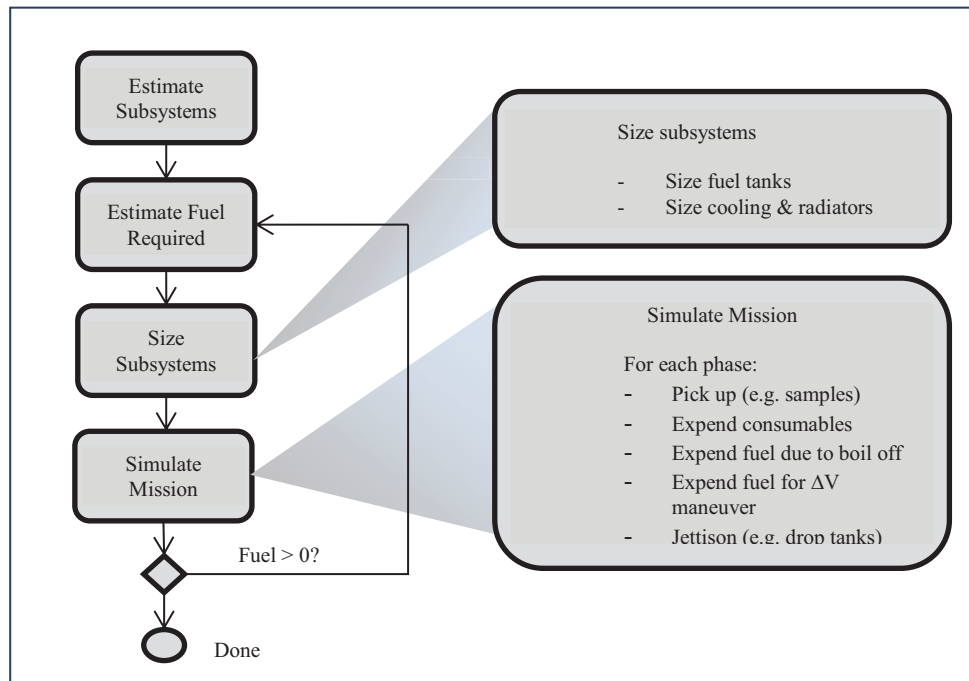 Estimate
Subsystems
Estimate Fuel
Required
Size
Subsystems
Simulate
Mission
Fuel > 0?
Done
Size subsystems
- Size fuel tanks
- Size cooling & radiators
Simulate Mission
For each phase:
- Pick up (e.g. samples)
- Expend consumables
- Expend fuel due to boil off
- Expend fuel for ΔV
maneuver
- Jettison (e.g. drop tanks)